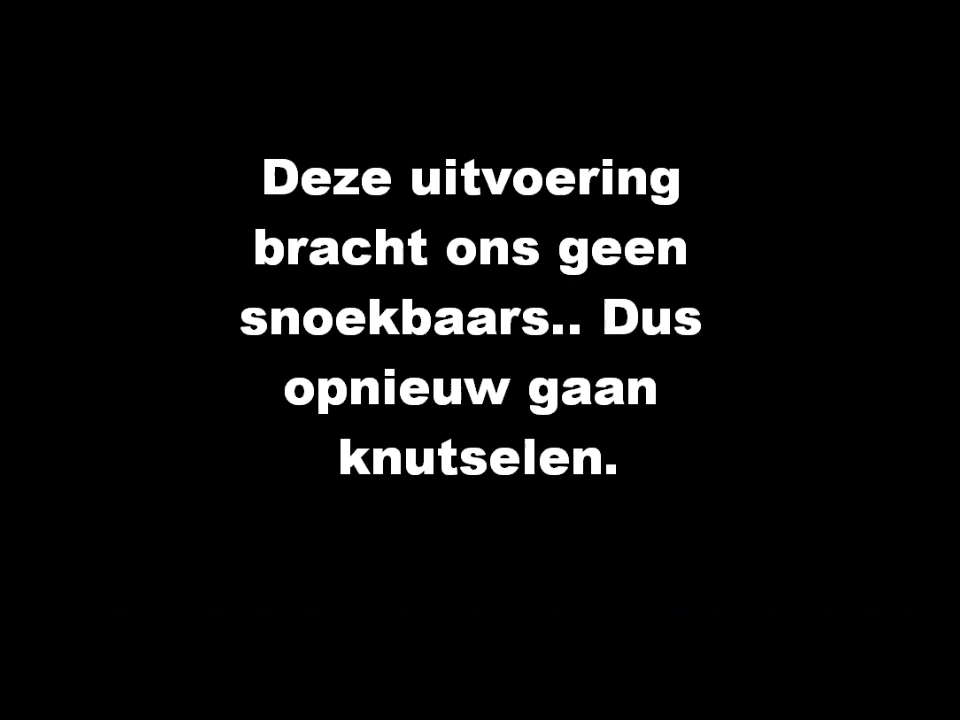 Deze uitvoering
bracht ons geen
snoekbaars.. Dus
opnieuw gaan
knutselen.